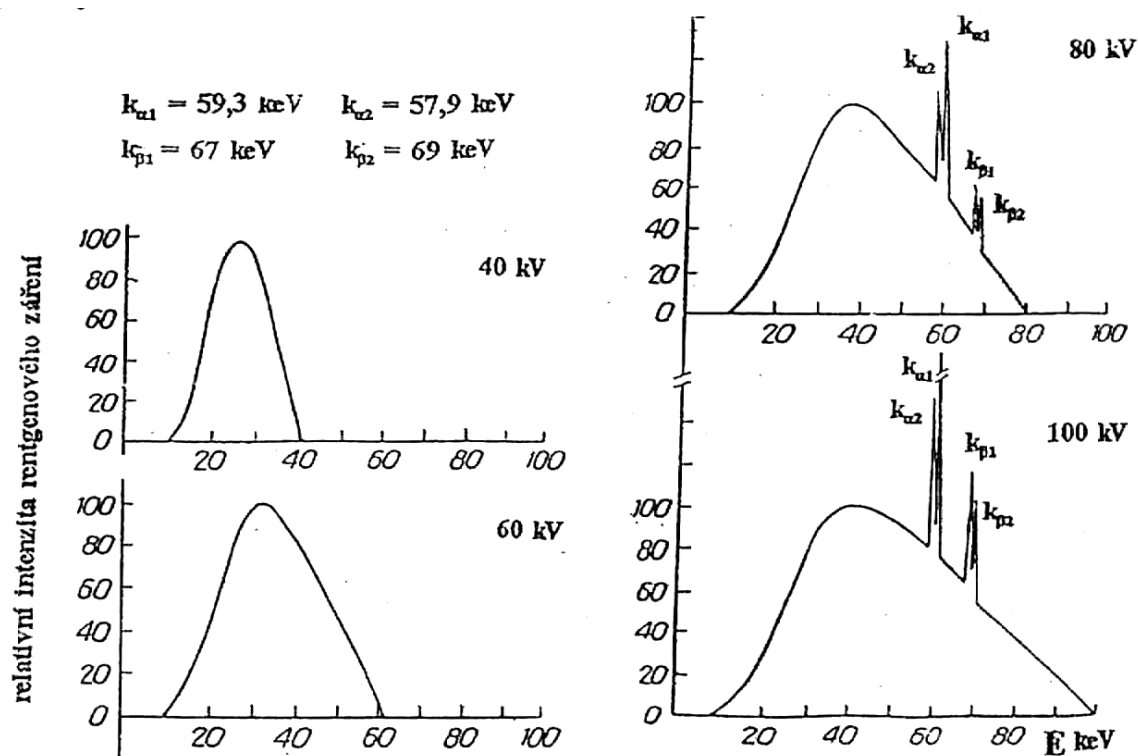 k_α1 = 59,3 keV k_α2 = 57,9 keV
k_β1 = 67 keV k_β2 = 69 keV
relativní intenzita rentgenového záření
40 kV
100
80
60
40
20
0
20 40 60 80 100
60 kV
100
80
60
40
20
0
20 40 60 80 100
80 kV
k_α1
k_α2
k_β1
k_β2
100
80
60
40
20
0
20 40 60 80 100
100 kV
k_α1
k_α2
k_β1
k_β2
100
80
60
40
20
0
20 40 60 80 100
E keV